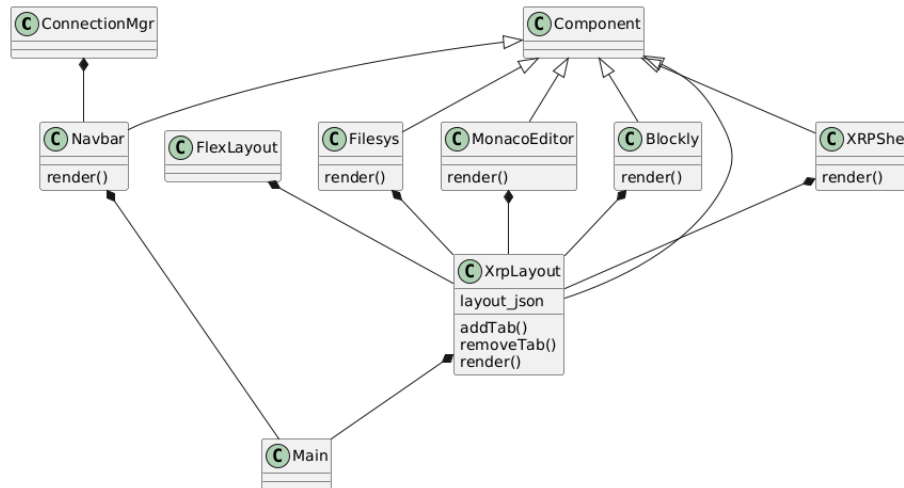 C ConnectionMgr
C Component
C Navbar
render()
C FlexLayout
C Filesys
render()
C MonacoEditor
render()
C Blockly
render()
C XRPShe
render()
C XrpLayout
layout_json
addTab()
removeTab()
render()
C Main